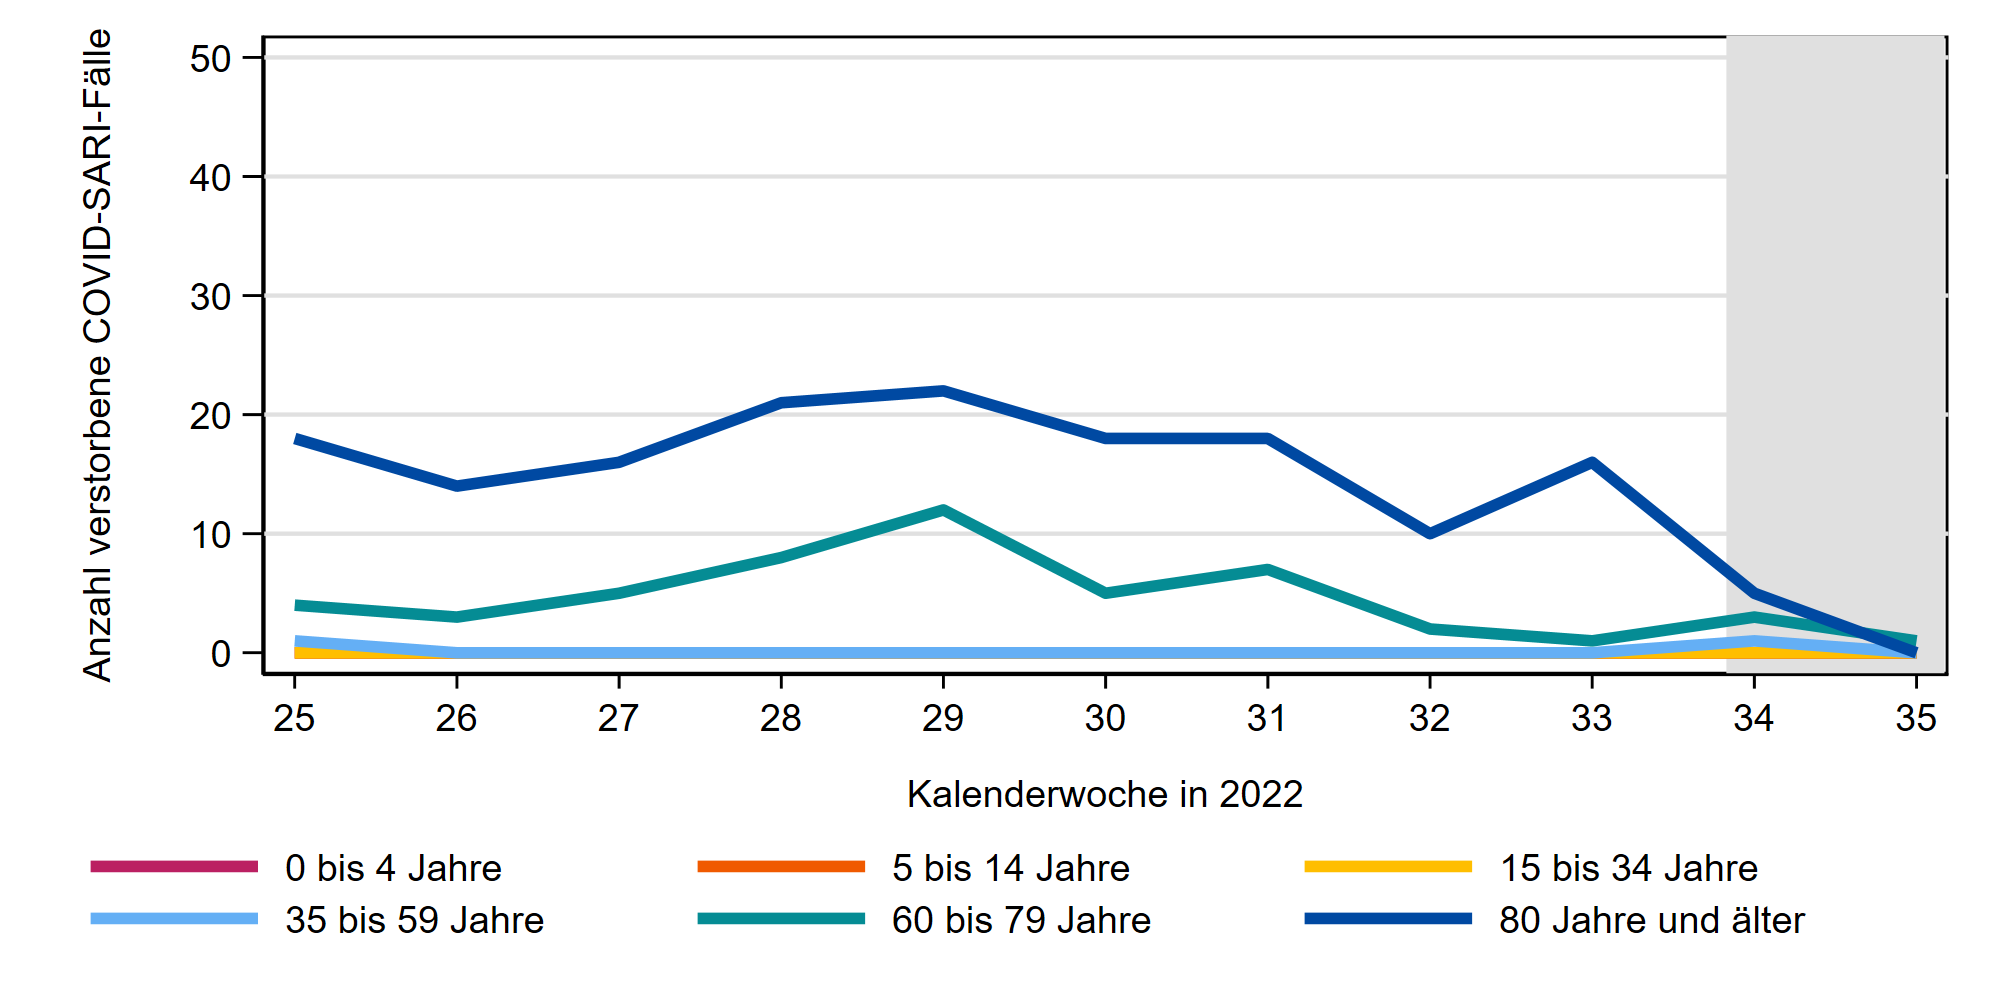 Anzahl verstorbene COVID-SARI-Fälle
50
40
30
20
10
0
25 26 27 28 29 30 31 32 33 34 35
Kalenderwoche in 2022
0 bis 4 Jahre 5 bis 14 Jahre 15 bis 34 Jahre
35 bis 59 Jahre 60 bis 79 Jahre 80 Jahre und älter